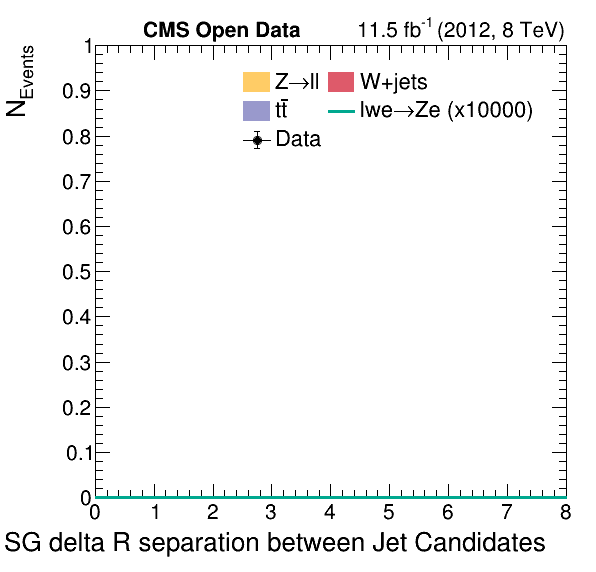 CMS Open Data 11.5 fb⁻¹ (2012, 8 TeV)
N_Events
Z→ll W+jets
tt̄ lwe→Ze (x10000)
Data
1
0.9
0.8
0.7
0.6
0.5
0.4
0.3
0.2
0.1
0
0 1 2 3 4 5 6 7 8
SG delta R separation between Jet Candidates